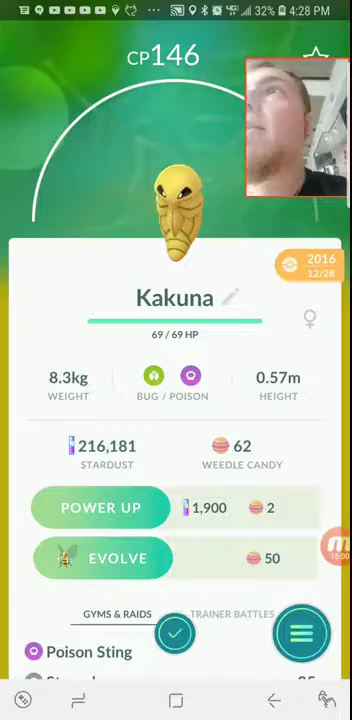 32% 4:28 PM
CP146
2016
12/28
Kakuna
69 / 69 HP
8.3kg
WEIGHT
BUG / POISON
0.57m
HEIGHT
216,181
STARDUST
62
WEEDLE CANDY
POWER UP
1,900
2
EVOLVE
50
GYMS & RAIDS
TRAINER BATTLES
Poison Sting